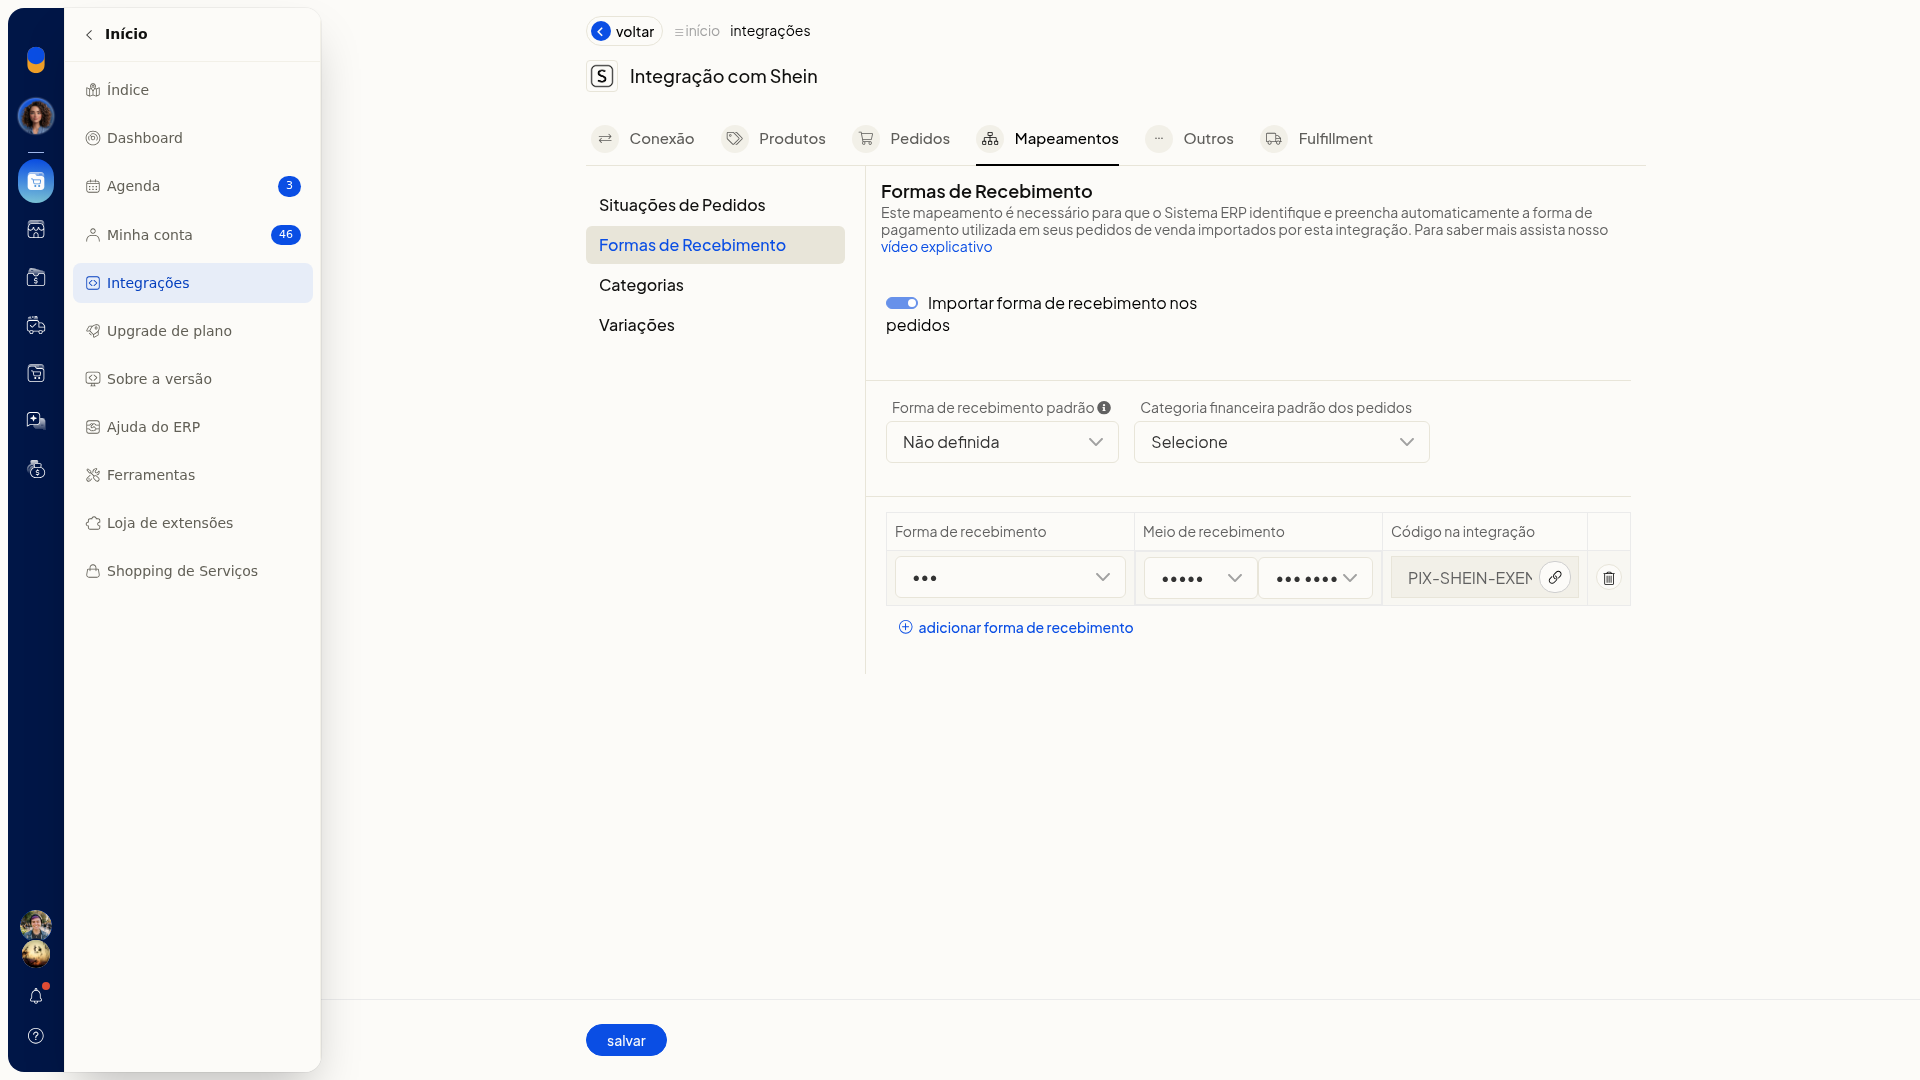 Início
Índice
Dashboard
Agenda 3
Minha conta 46
Integrações
Upgrade de plano
Sobre a versão
Ajuda do ERP
Ferramentas
Loja de extensões
Shopping de Serviços
voltar início integrações
S Integração com Shein
Conexão Produtos Pedidos Mapeamentos Outros Fulfillment
Situações de Pedidos
Formas de Recebimento
Categorias
Variações
Formas de Recebimento
Este mapeamento é necessário para que o Sistema ERP identifique e preencha automaticamente a forma de
pagamento utilizada em seus pedidos de venda importados por esta integração. Para saber mais assista nosso
vídeo explicativo
Importar forma de recebimento nos
pedidos
Forma de recebimento padrão Categoria financeira padrão dos pedidos
Não definida Selecione
Forma de recebimento Meio de recebimento Código na integração
••• ••••• ••• •••• PIX-SHEIN-EXEM
adicionar forma de recebimento
salvar